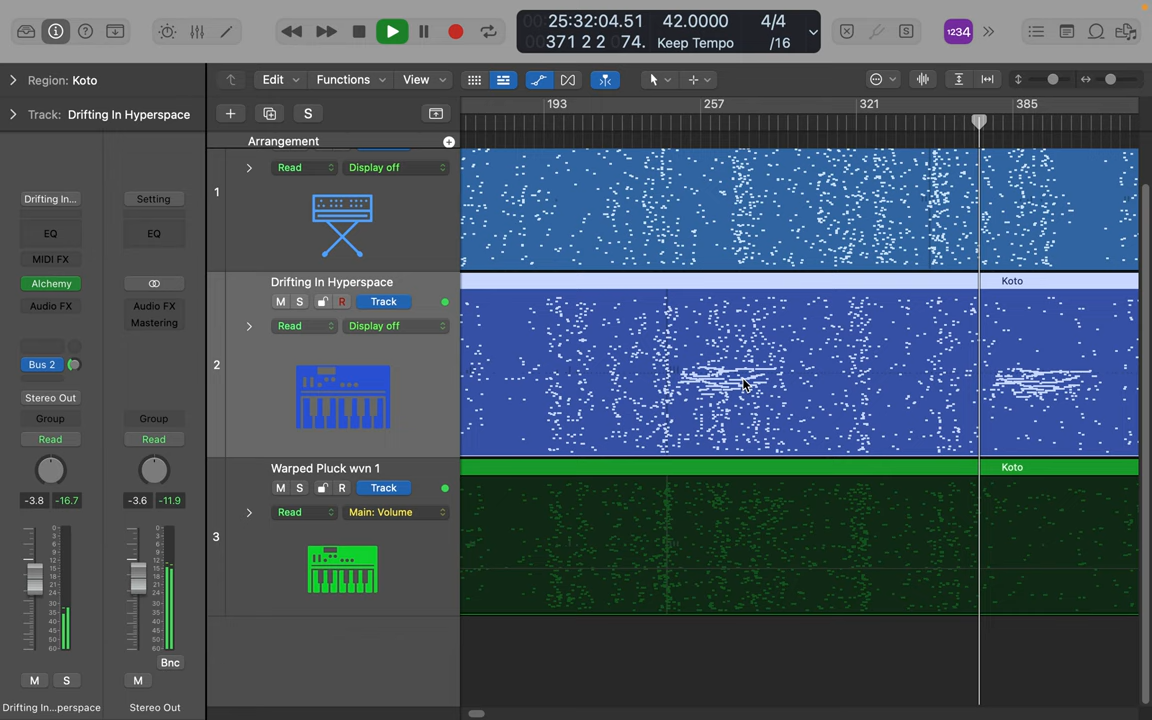 25:32:04.51
42.0000
4/4
371 2 2 074.
Keep Tempo
/16
1234
S
Region: Koto
Track: Drifting In Hyperspace
Edit
Functions
View
S
193
257
321
385
Arrangement
1
Read
Display off
2
Drifting In Hyperspace
M
S
R
Track
Read
Display off
Koto
3
Warped Pluck wvn 1
M
S
R
Track
Read
Main: Volume
Koto
Drifting In...
Setting
EQ
EQ
MIDI FX
Alchemy
Audio FX
Audio FX
Mastering
Bus 2
Stereo Out
Group
Group
Read
Read
-3.8
-16.7
-3.6
-11.9
Bnc
M
S
M
Drifting In...perspace
Stereo Out